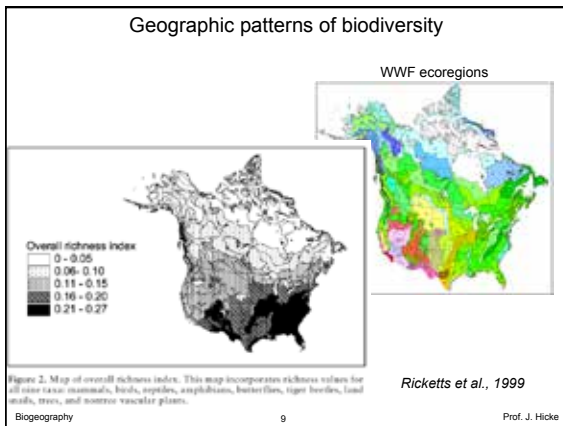 Geographic patterns of biodiversity
WWF ecoregions
Overall richness index
0 - 0.05
0.06- 0.10
0.11 - 0.15
0.16 - 0.20
0.21 - 0.27
Figure 2. Map of overall richness index. This map incorporates richness values for
all nine taxa: mammals, birds, reptiles, amphibians, butterflies, tiger beetles, land
snails, trees, and nontree vascular plants.
Ricketts et al., 1999
Biogeography
9
Prof. J. Hicke